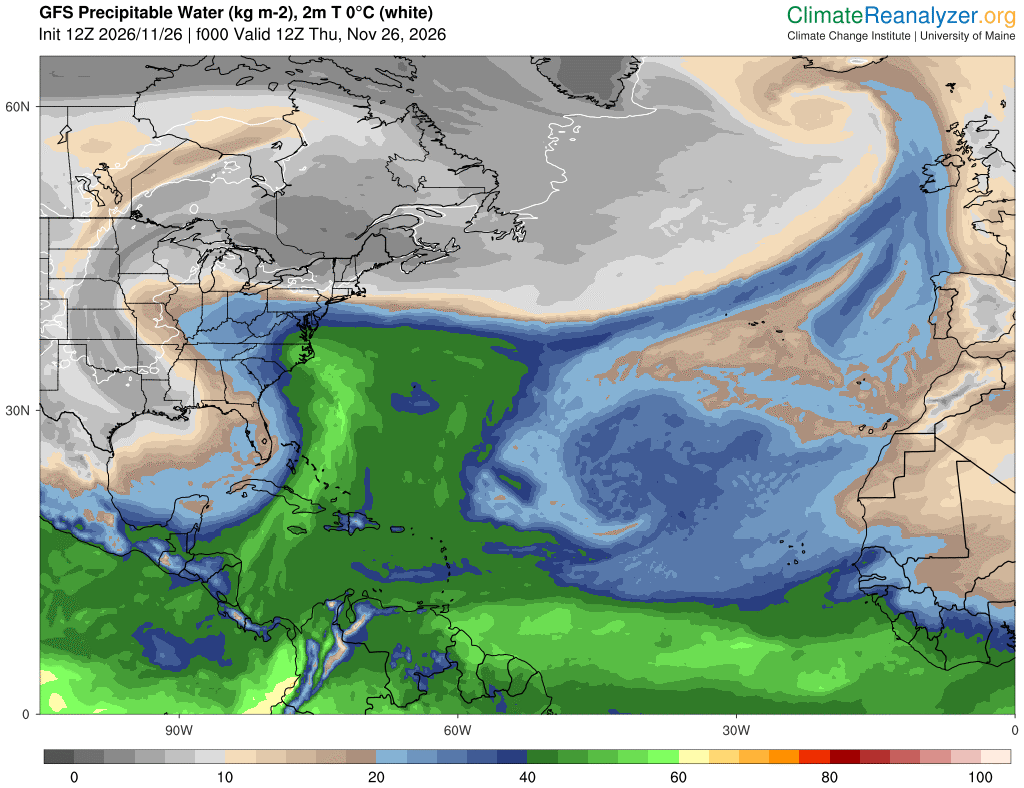 GFS Precipitable Water (kg m-2), 2m T 0°C (white)
Init 12Z 2026/11/26 | f000 Valid 12Z Thu, Nov 26, 2026
ClimateReanalyzer.org
Climate Change Institute | University of Maine
60N
30N
0
90W 60W 30W 0
0 10 20 40 60 80 100